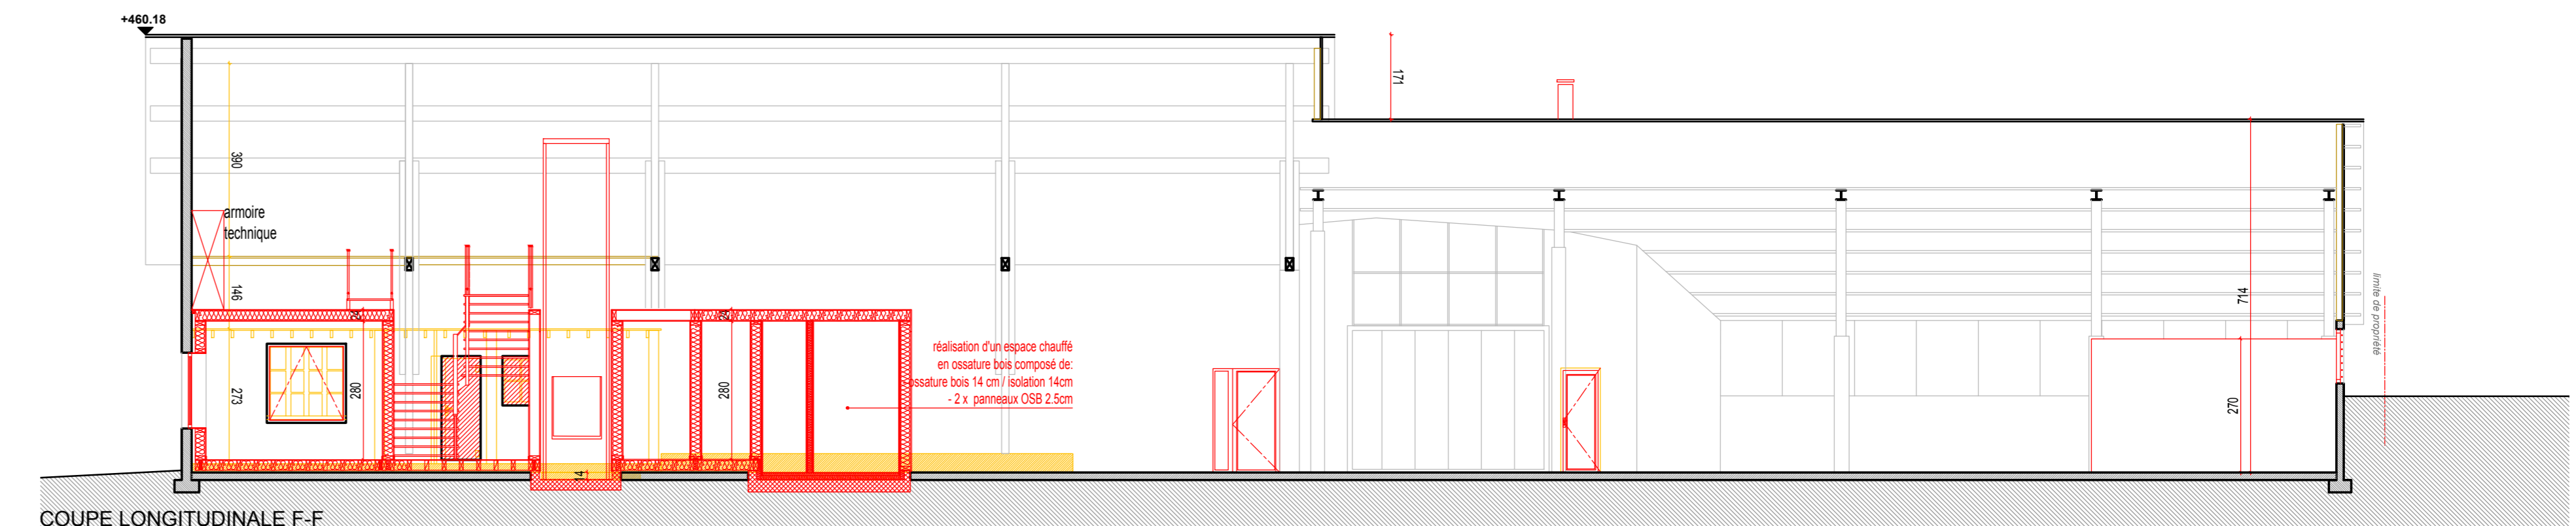 +460.18
171
390
armoire
technique
146
24
24
réalisation d'un espace chauffé
en ossature bois composé de:
ossature bois 14 cm / isolation 14cm
- 2 x panneaux OSB 2.5cm
273
280
280
14
714
270
limite de propriété
COUPE LONGITUDINALE F-F